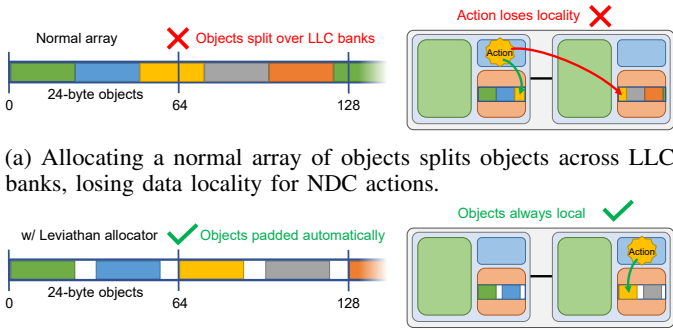 Normal array
Objects split over LLC banks
0
24-byte objects
64
128
Action loses locality
Action
(a) Allocating a normal array of objects splits objects across LLC
banks, losing data locality for NDC actions.
w/ Leviathan allocator
Objects padded automatically
0
24-byte objects
64
128
Objects always local
Action